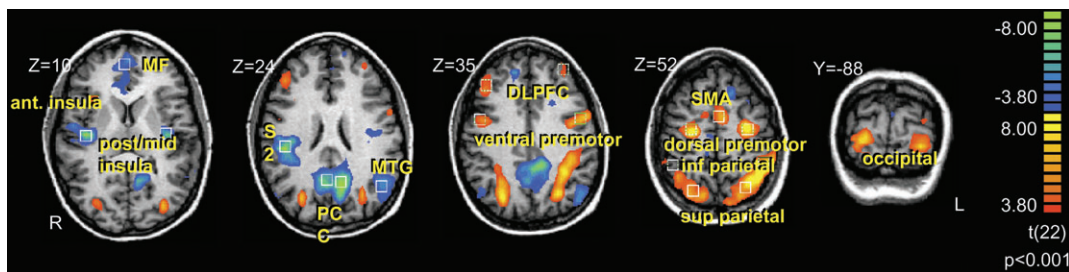 Z=10
MF
ant. insula
post/mid
insula
R
Z=24
S
2
MTG
PC
C
Z=35
DLPFC
ventral premotor
Z=52
SMA
dorsal premotor
inf parietal
sup parietal
Y=-88
occipital
L
-8.00
-3.80
8.00
3.80
t(22)
p<0.001